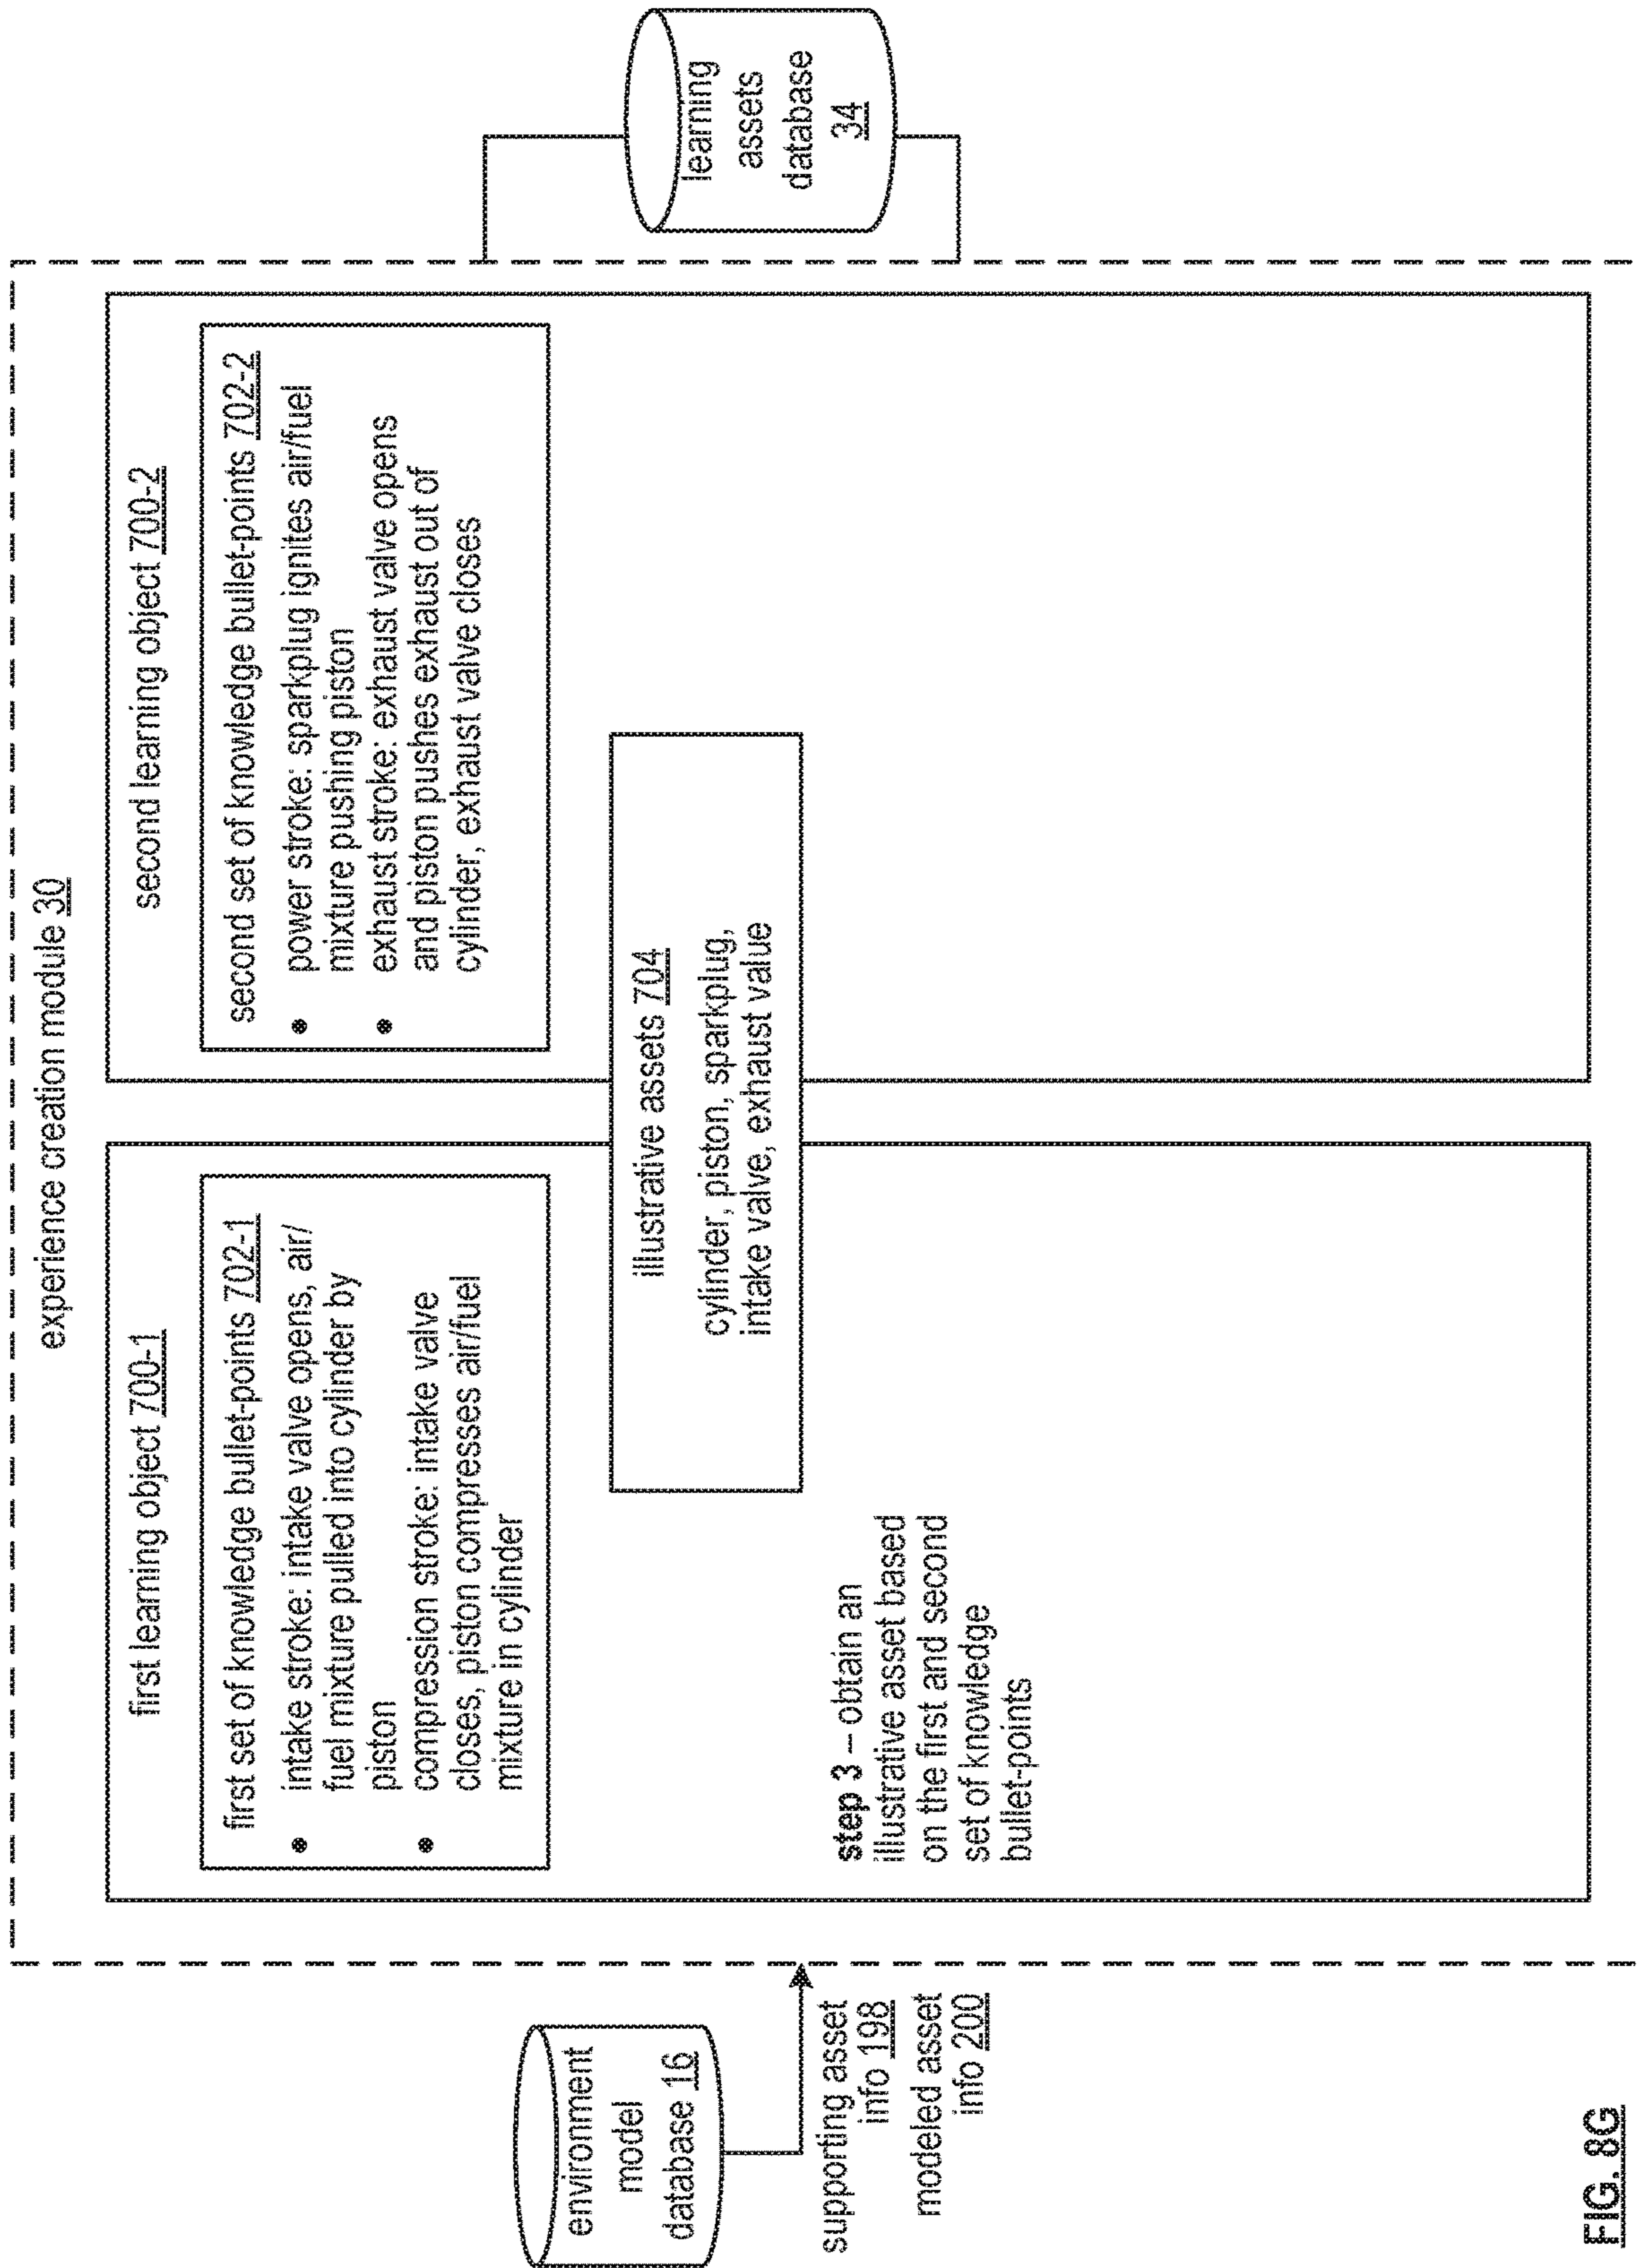 experience creation module 30
environment
model
database 16
supporting asset
info 198
modeled asset
info 200
first learning object 700-1
first set of knowledge bullet-points 702-1
• intake stroke: intake valve opens, air/
fuel mixture pulled into cylinder by
piston
• compression stroke: intake valve
closes, piston compresses air/fuel
mixture in cylinder
step 3 – obtain an
illustrative asset based
on the first and second
set of knowledge
bullet-points
illustrative assets 704
cylinder, piston, sparkplug,
intake valve, exhaust value
second learning object 700-2
second set of knowledge bullet-points 702-2
• power stroke: sparkplug ignites air/fuel
mixture pushing piston
• exhaust stroke: exhaust valve opens
and piston pushes exhaust out of
cylinder, exhaust valve closes
learning
assets
database
34
FIG. 8G